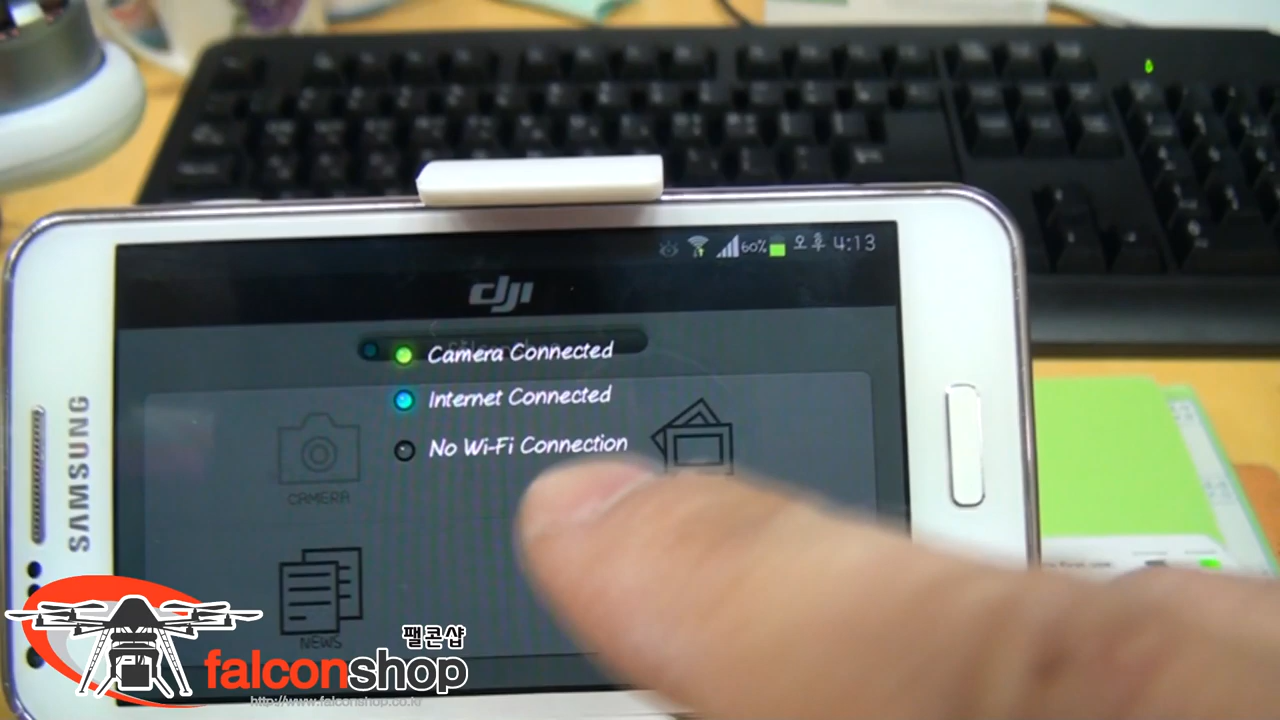 60% 오후 4:13
dji
Camera Connected
Internet Connected
No Wi-Fi Connection
CAMERA
NEWS
SAMSUNG
팰콘샵
falconshop
http://www.falconshop.co.kr